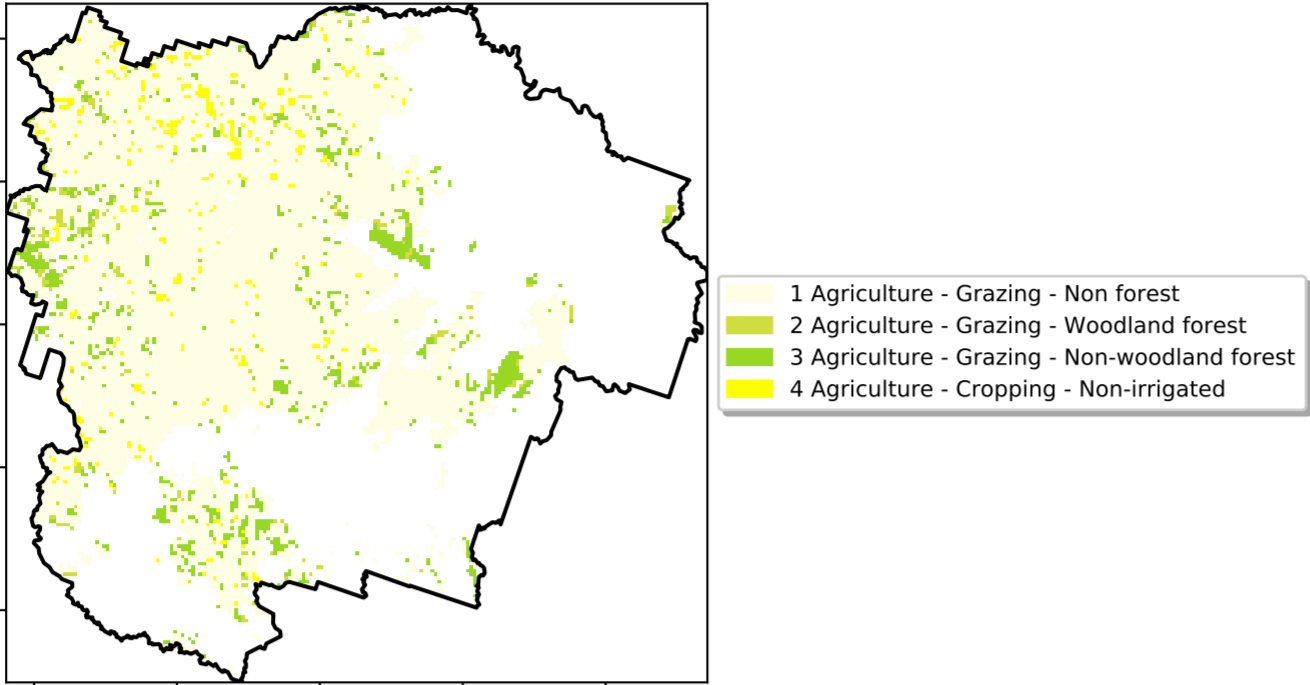 1 Agriculture - Grazing - Non forest
2 Agriculture - Grazing - Woodland forest
3 Agriculture - Grazing - Non-woodland forest
4 Agriculture - Cropping - Non-irrigated